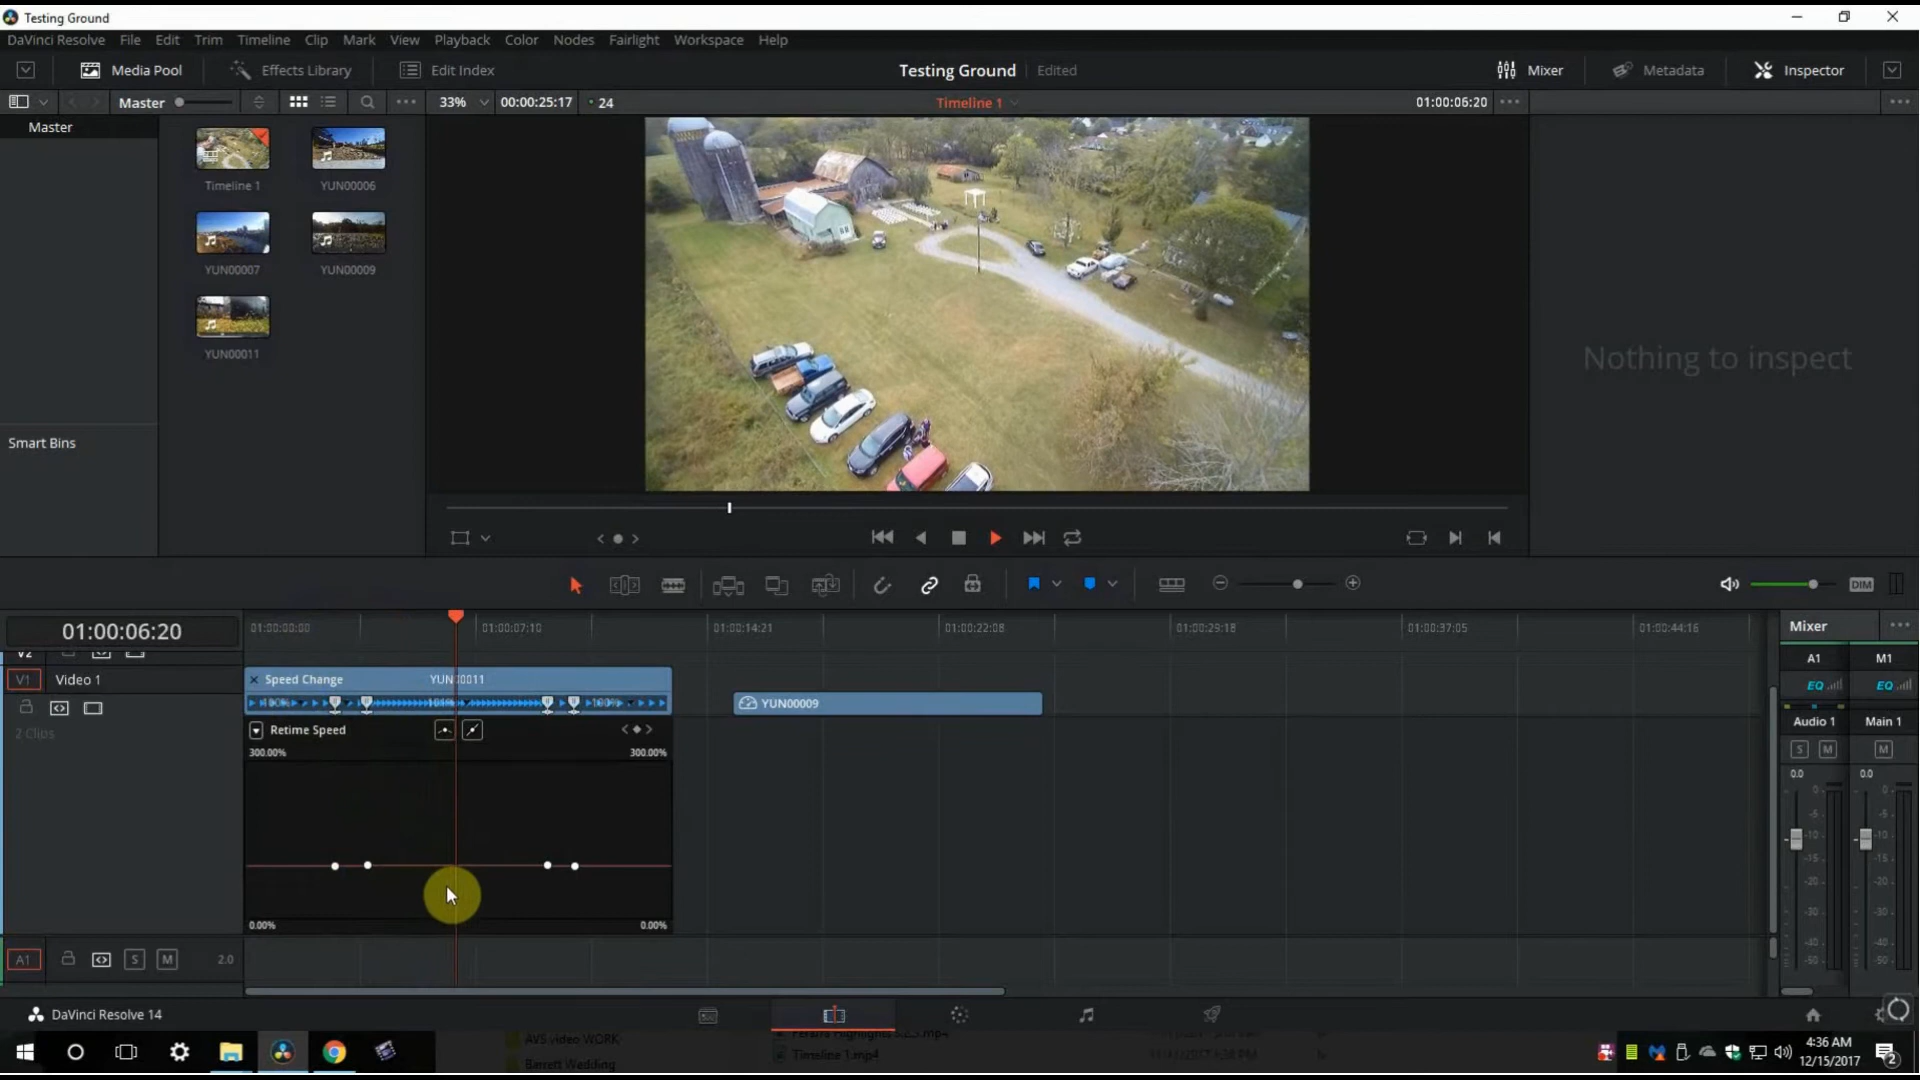 Testing Ground
DaVinci Resolve File Edit Trim Timeline Clip Mark View Playback Color Nodes Fairlight Workspace Help
Media Pool Effects Library Edit Index Testing Ground Edited Mixer Metadata Inspector
Master 33% 00:00:25:17 24 Timeline 1 01:00:06:20
Master
Timeline 1 YUN00006
YUN00007 YUN00009
YUN00011
Nothing to inspect
Smart Bins
DIM
01:00:06:20 01:00:00:00 01:00:07:10 01:00:14:21 01:00:22:08 01:00:29:18 01:00:37:05 01:00:44:16 Mixer
V2
V1 Video 1 Speed Change A1 M1
EQ EQ
YUN00009
Audio 1 Main 1
2 Clips Retime Speed
300.00% 300.00% S M M
0.0 0.0
0.00% 0.00%
A1 S M 2.0
DaVinci Resolve 14
AVS video WORK
Timeline 1.mp4
Barrett Wedding
4:36 AM
12/15/2017
2